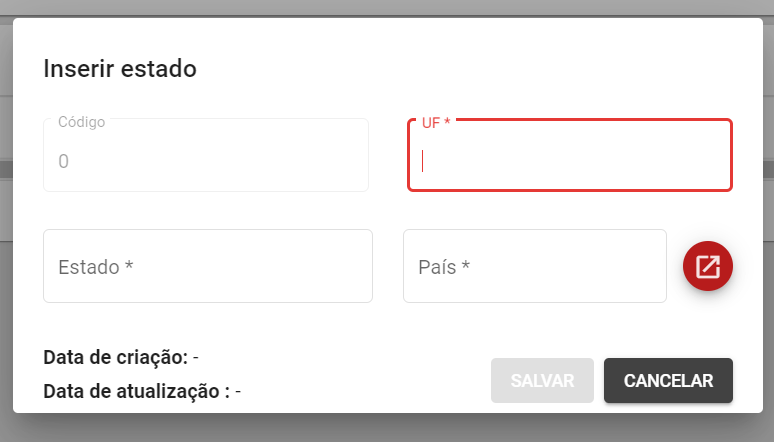 Inserir estado
Código
UF *
0
Estado *
País *
Data de criação: -
SALVAR
CANCELAR
Data de atualização : -